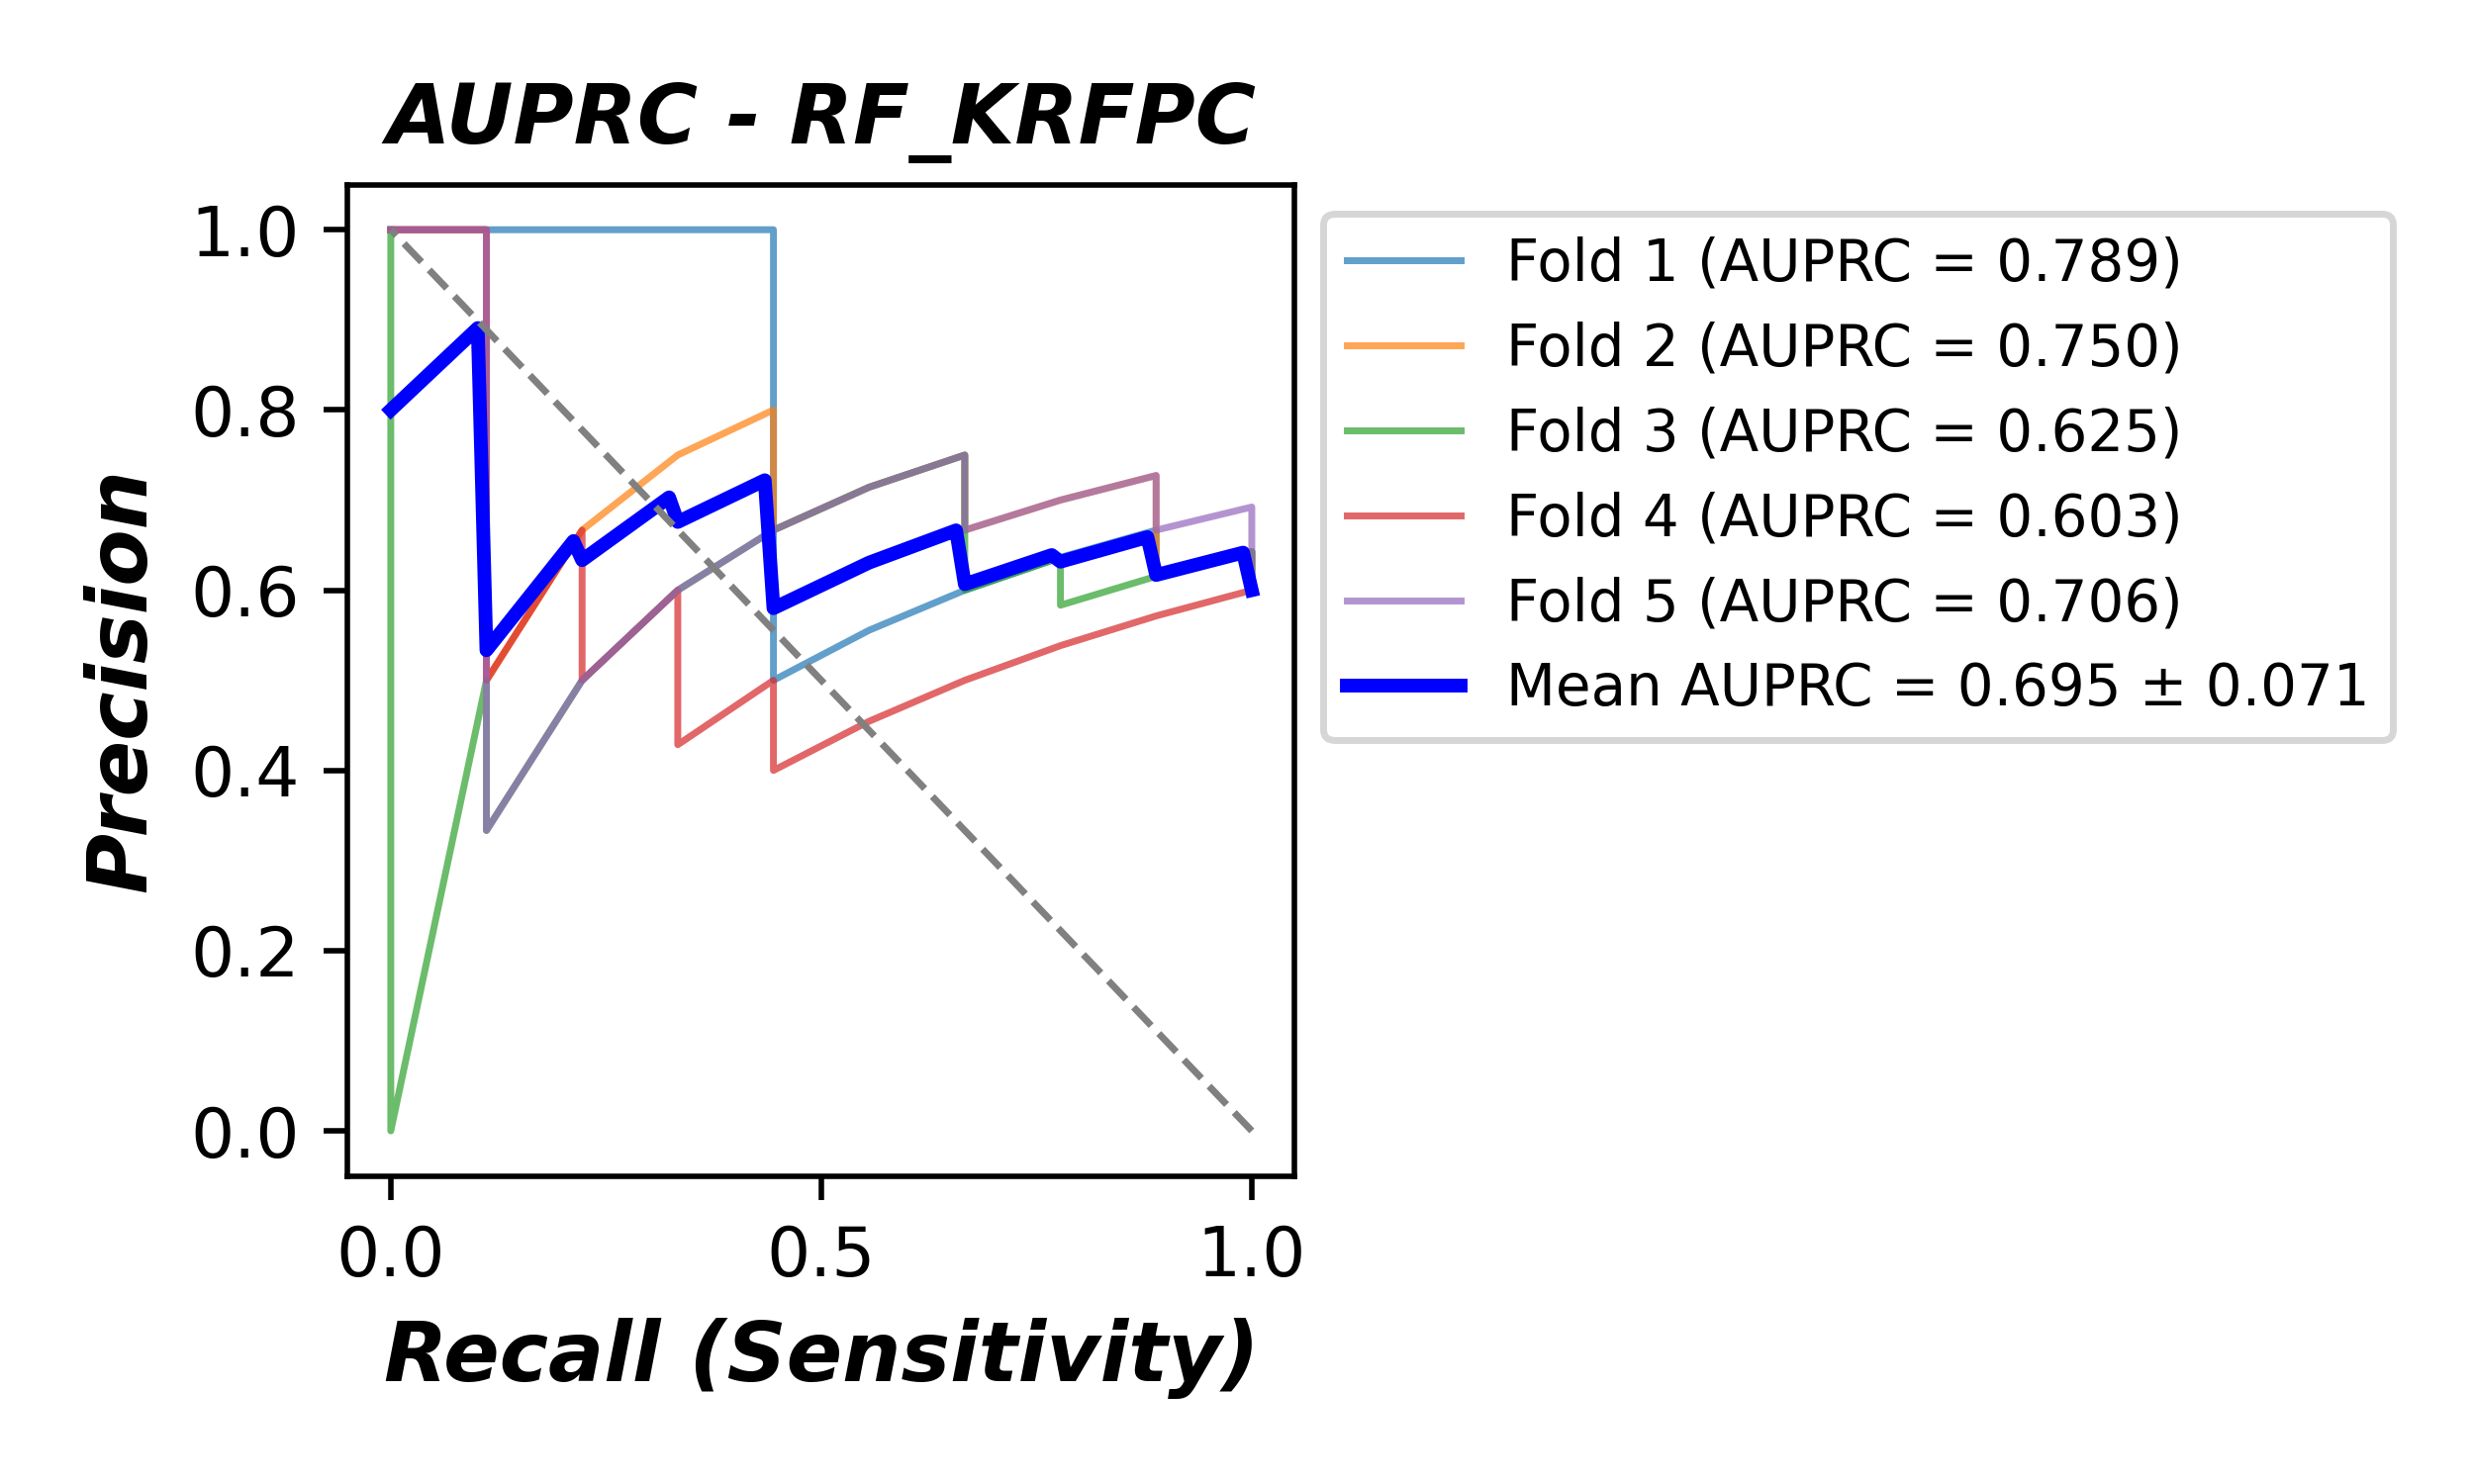 AUPRC - RF_KRFPC
Precision
1.0
0.8
0.6
0.4
0.2
0.0
0.0 0.5 1.0
Recall (Sensitivity)
Fold 1 (AUPRC = 0.789)
Fold 2 (AUPRC = 0.750)
Fold 3 (AUPRC = 0.625)
Fold 4 (AUPRC = 0.603)
Fold 5 (AUPRC = 0.706)
Mean AUPRC = 0.695 ± 0.071